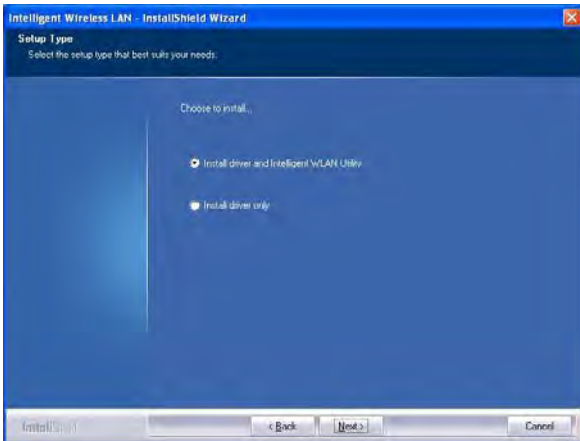 Intelligent Wireless LAN - InstallShield Wizard
Setup Type
Select the setup type that best suits your needs.
Choose to install...
Install driver and Intelligent WLAN Utility
Install driver only
InstallShield
< Back
Next >
Cancel